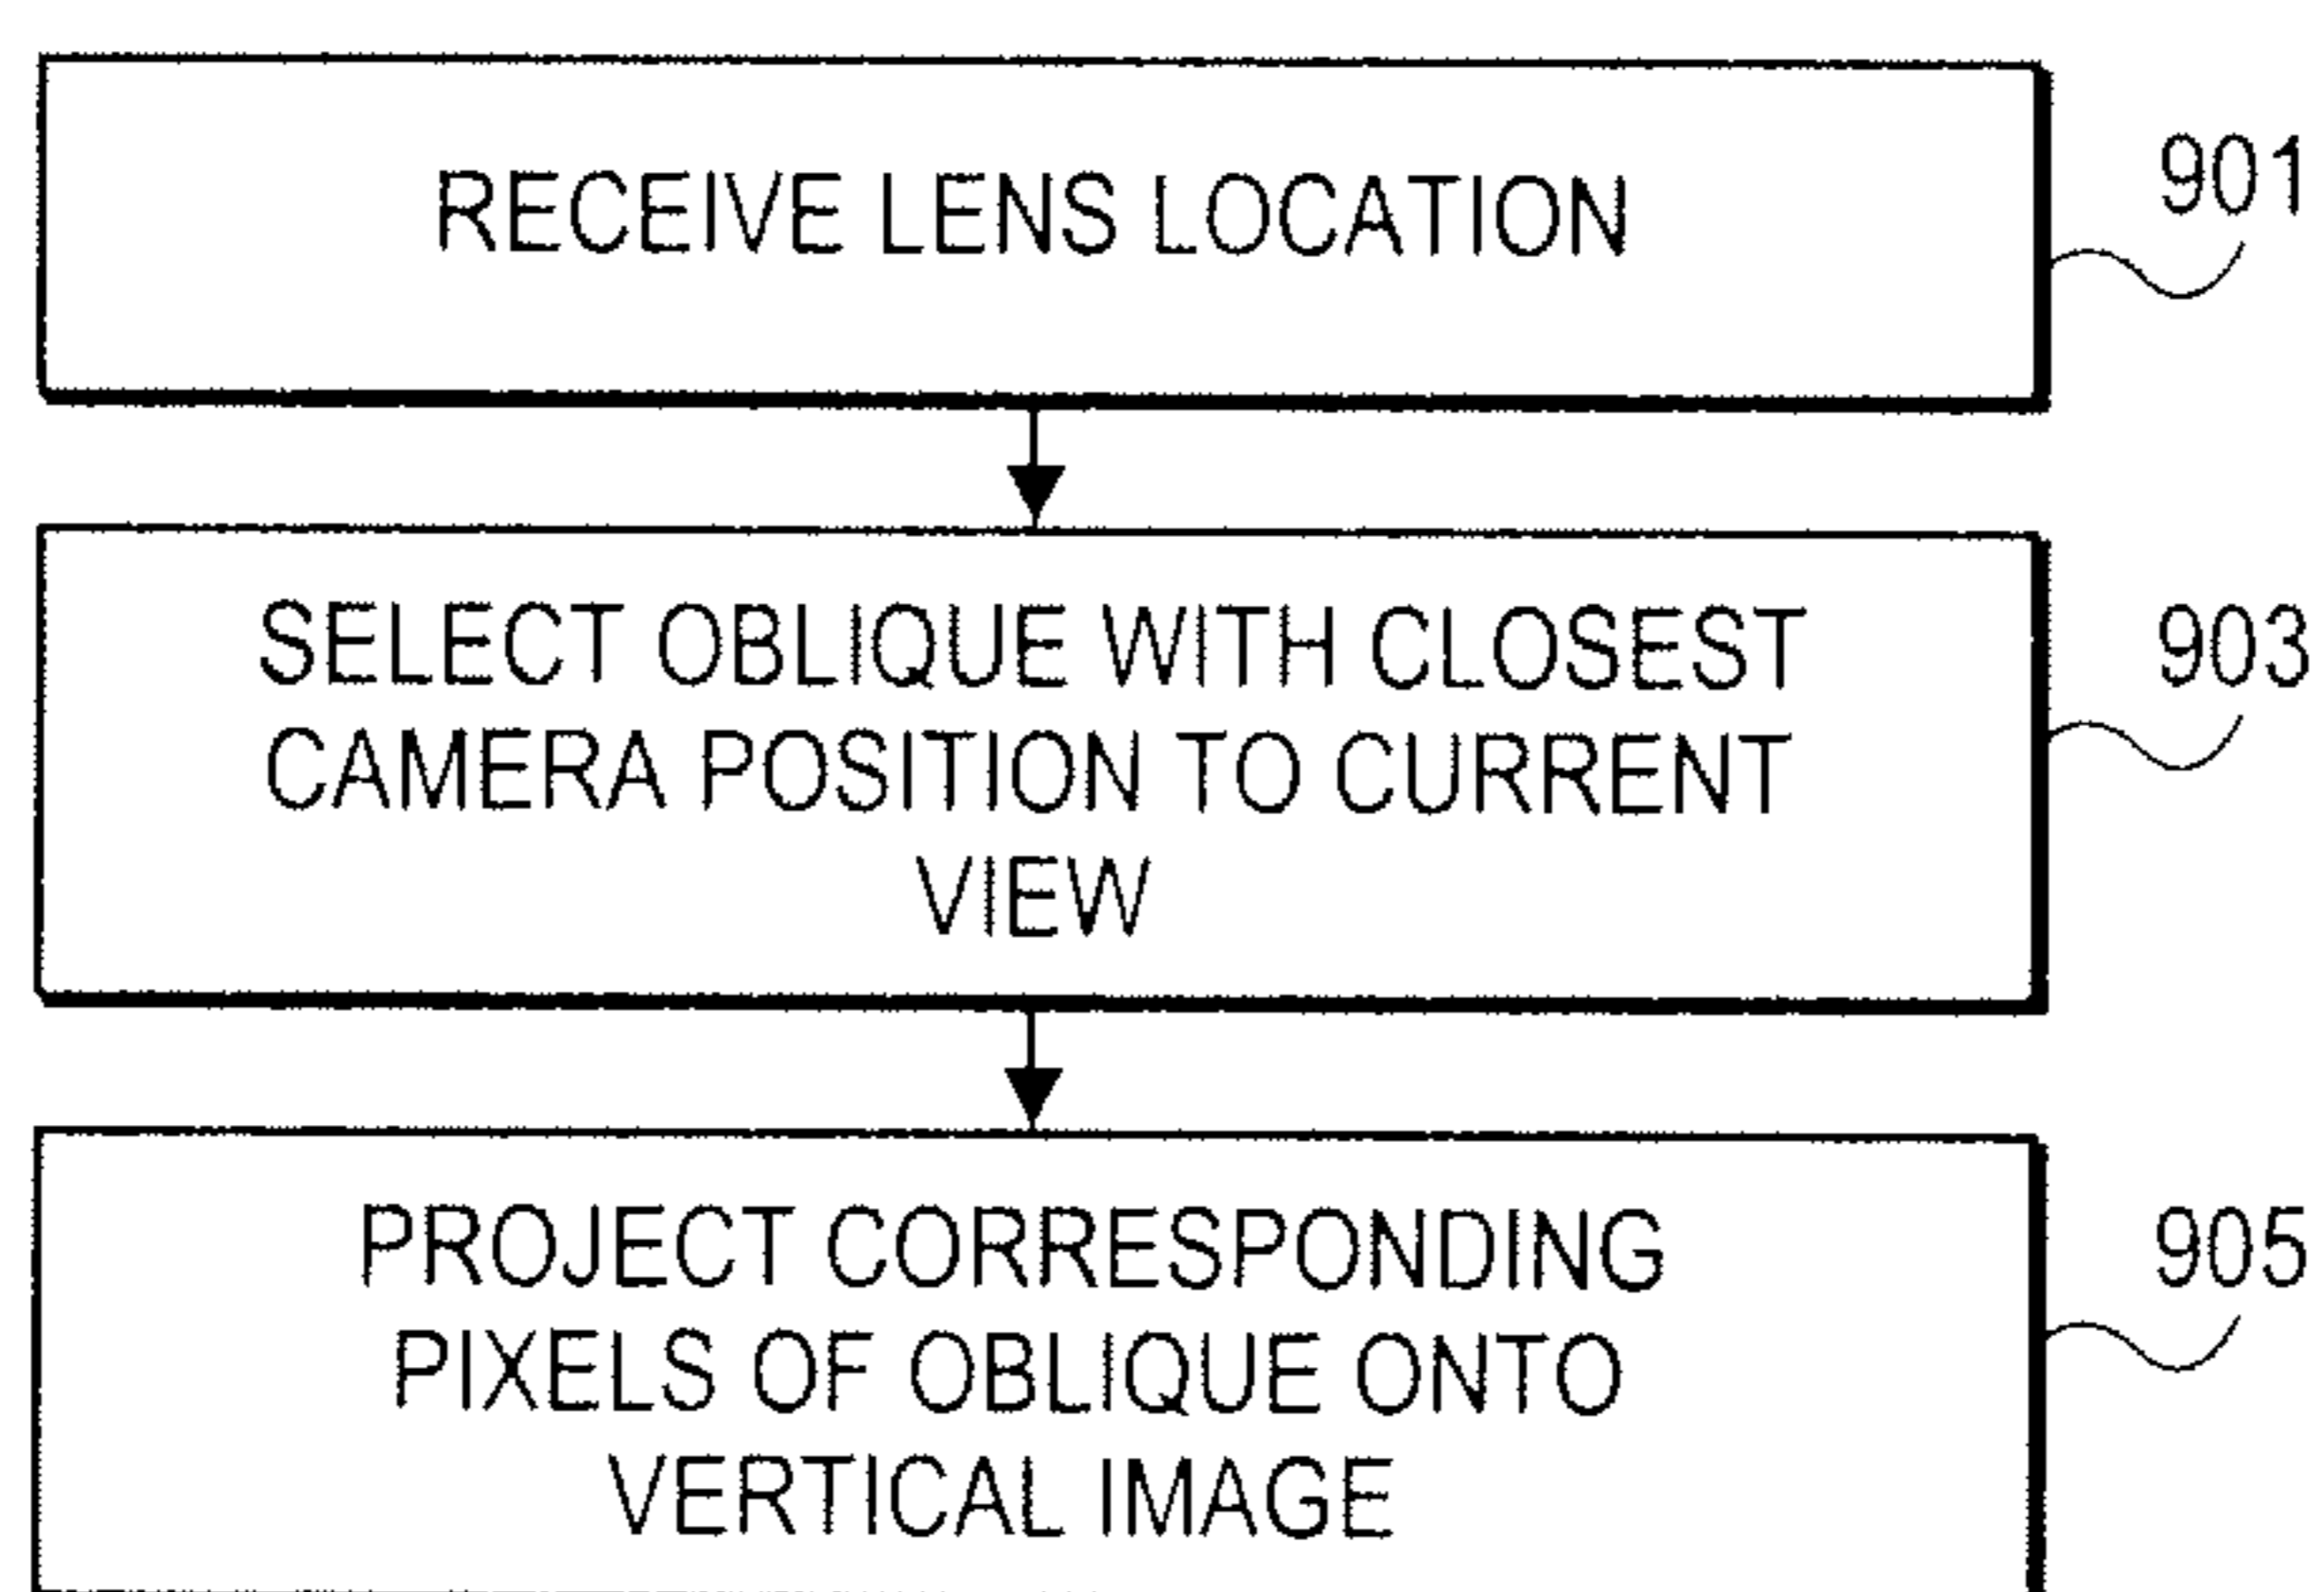 RECEIVE LENS LOCATION
901
SELECT OBLIQUE WITH CLOSEST
CAMERA POSITION TO CURRENT
VIEW
903
PROJECT CORRESPONDING
PIXELS OF OBLIQUE ONTO
VERTICAL IMAGE
905